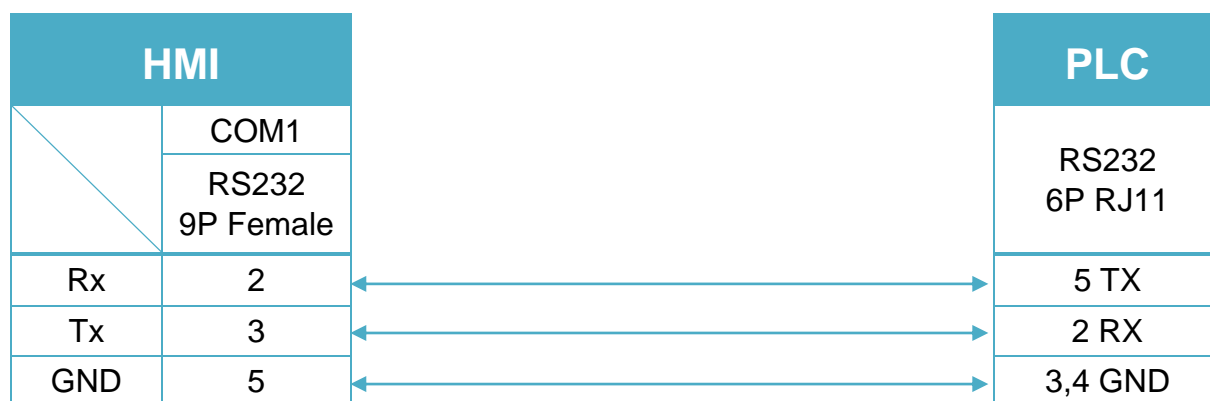 HMI
PLC
COM1
RS232
9P Female
RS232
6P RJ11
Rx 2 5 TX
Tx 3 2 RX
GND 5 3,4 GND